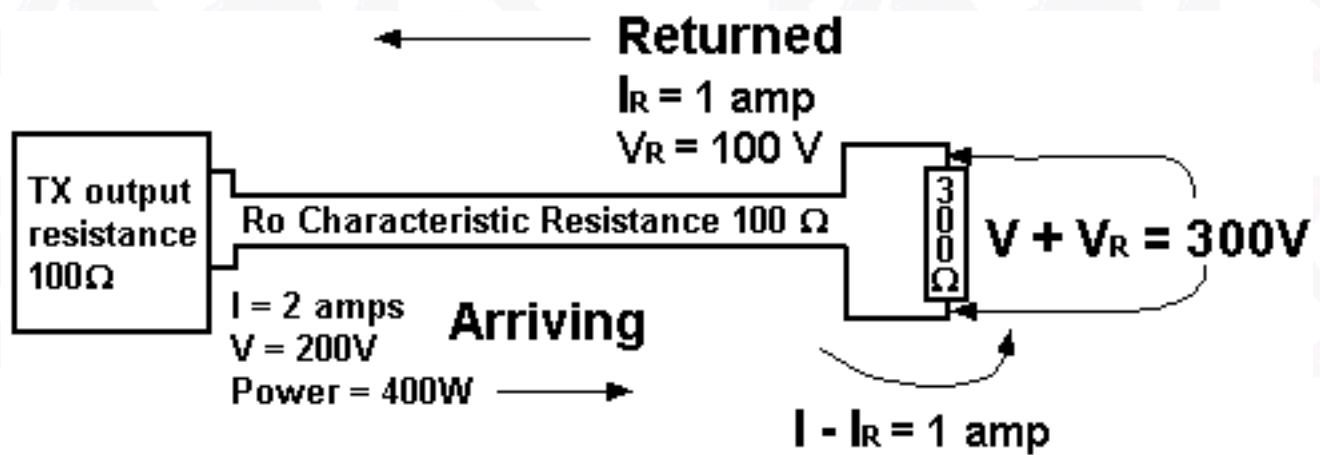 Returned
IR = 1 amp
VR = 100 V
TX output
resistance
100Ω
Ro Characteristic Resistance 100 Ω
300Ω
V + VR = 300V
I = 2 amps
V = 200V
Power = 400W
Arriving
I - IR = 1 amp